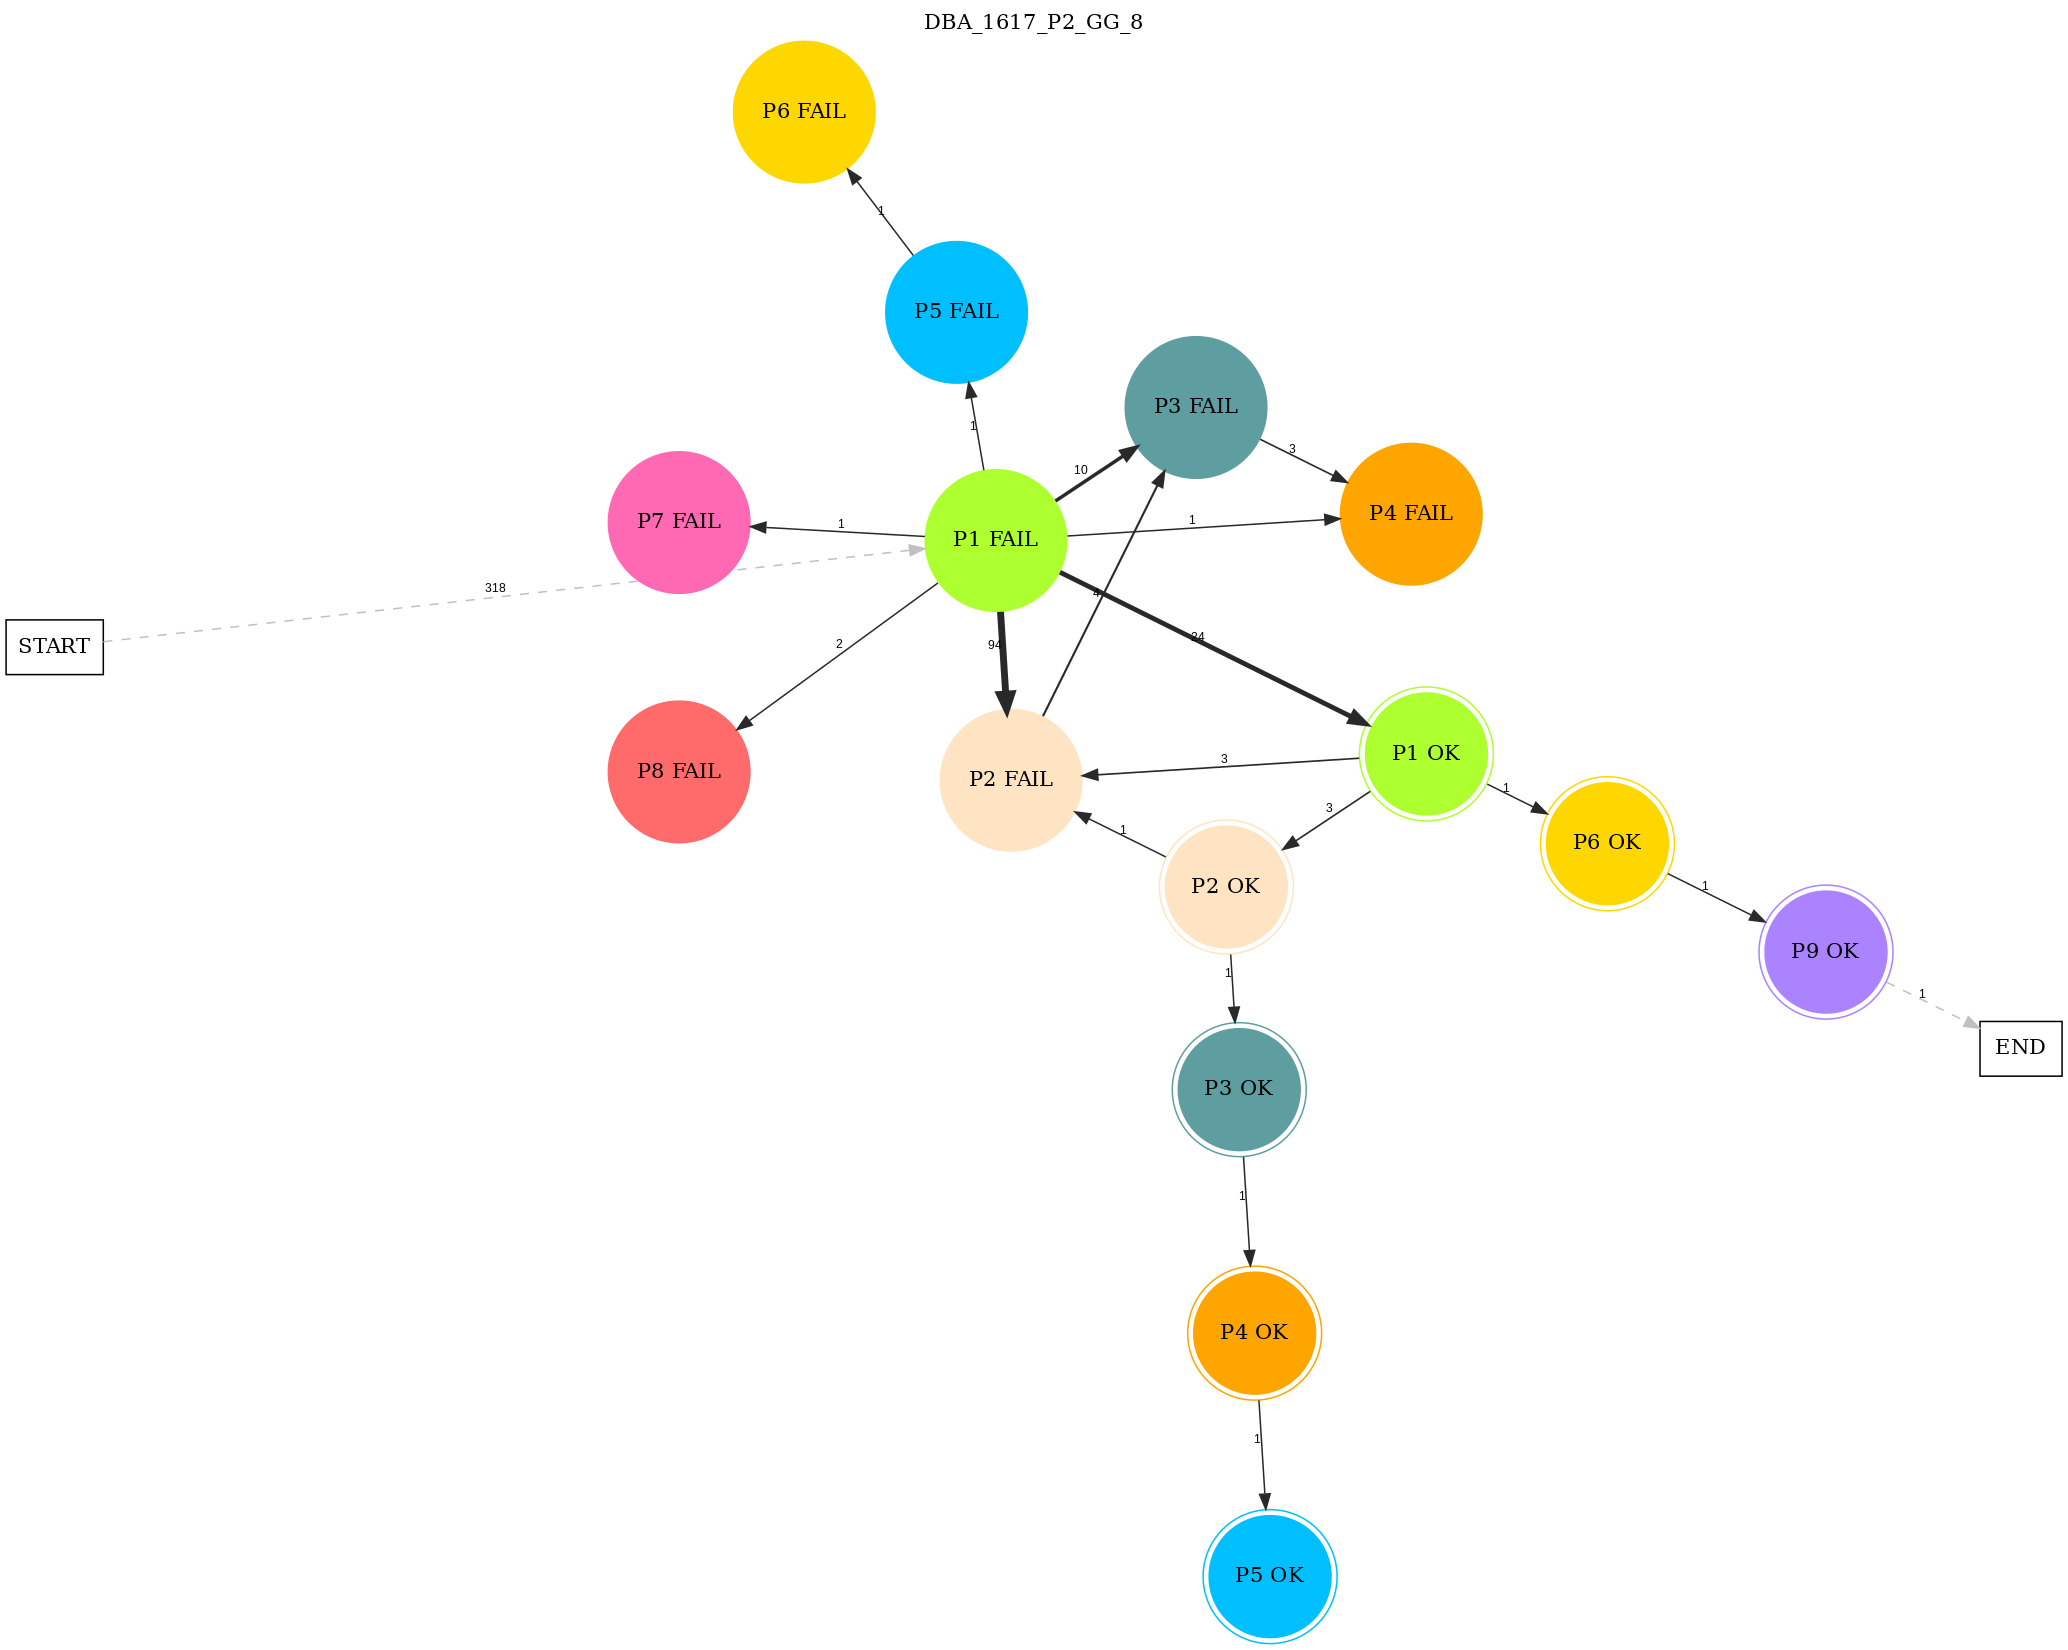 DBA_1617_P2_GG_8
P6 FAIL
1
P5 FAIL
P3 FAIL
1
10
3
P7 FAIL
1
P1 FAIL
1
P4 FAIL
318
4
START
2
94
24
P8 FAIL
P2 FAIL
3
P1 OK
1
3
1
P6 OK
P2 OK
1
P9 OK
1
1
END
P3 OK
1
P4 OK
1
P5 OK